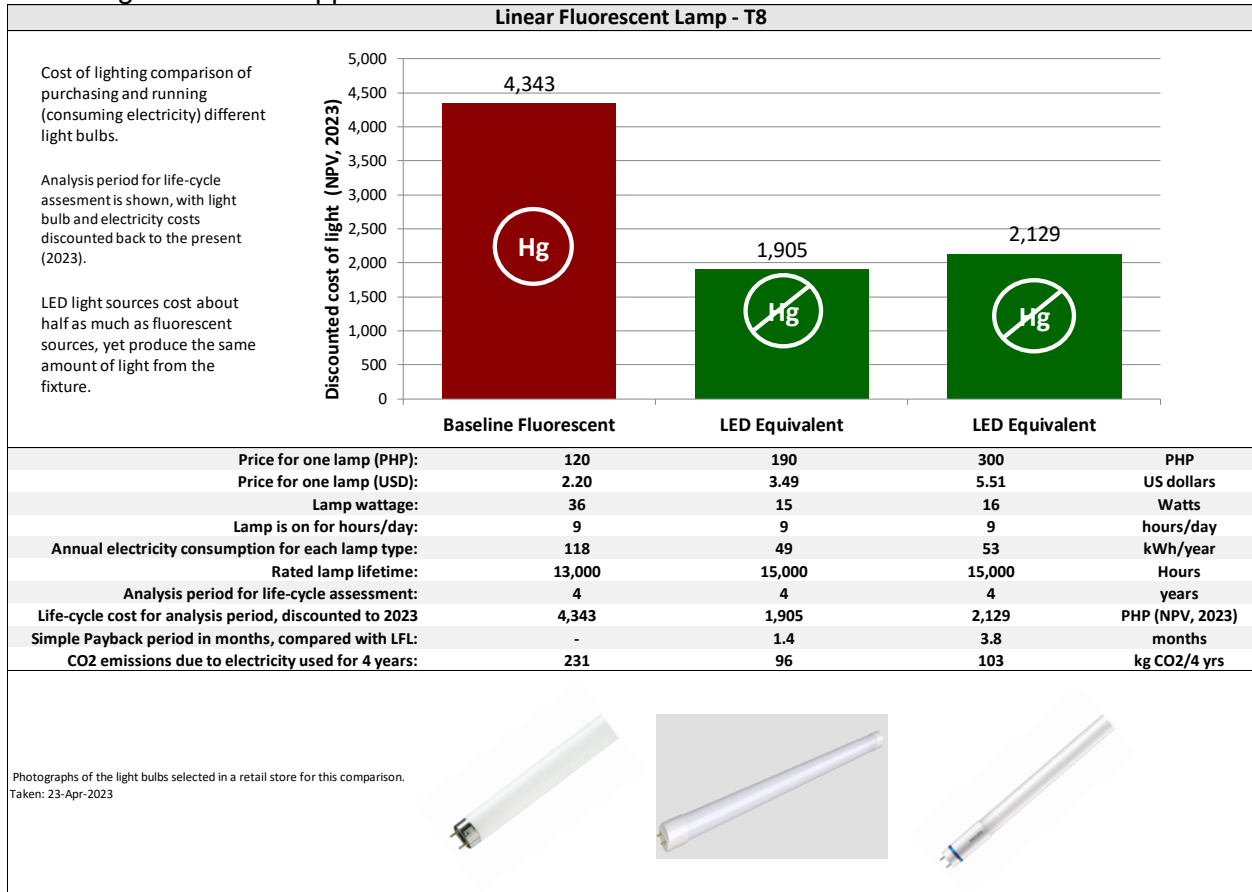 Linear Fluorescent Lamp - T8
Cost of lighting comparison of
purchasing and running
(consuming electricity) different
light bulbs.
Analysis period for life-cycle
assesment is shown, with light
bulb and electricity costs
discounted back to the present
(2023).
LED light sources cost about
half as much as fluorescent
sources, yet produce the same
amount of light from the
fixture.
Discounted cost of light (NPV, 2023)
5,000
4,500
4,000
3,500
3,000
2,500
2,000
1,500
1,000
500
0
4,343
1,905
2,129
Hg
Hg
Hg
Baseline Fluorescent LED Equivalent LED Equivalent
Price for one lamp (PHP): 120 190 300 PHP
Price for one lamp (USD): 2.20 3.49 5.51 US dollars
Lamp wattage: 36 15 16 Watts
Lamp is on for hours/day: 9 9 9 hours/day
Annual electricity consumption for each lamp type: 118 49 53 kWh/year
Rated lamp lifetime: 13,000 15,000 15,000 Hours
Analysis period for life-cycle assessment: 4 4 4 years
Life-cycle cost for analysis period, discounted to 2023 4,343 1,905 2,129 PHP (NPV, 2023)
Simple Payback period in months, compared with LFL: - 1.4 3.8 months
CO2 emissions due to electricity used for 4 years: 231 96 103 kg CO2/4 yrs
Photographs of the light bulbs selected in a retail store for this comparison.
Taken: 23-Apr-2023